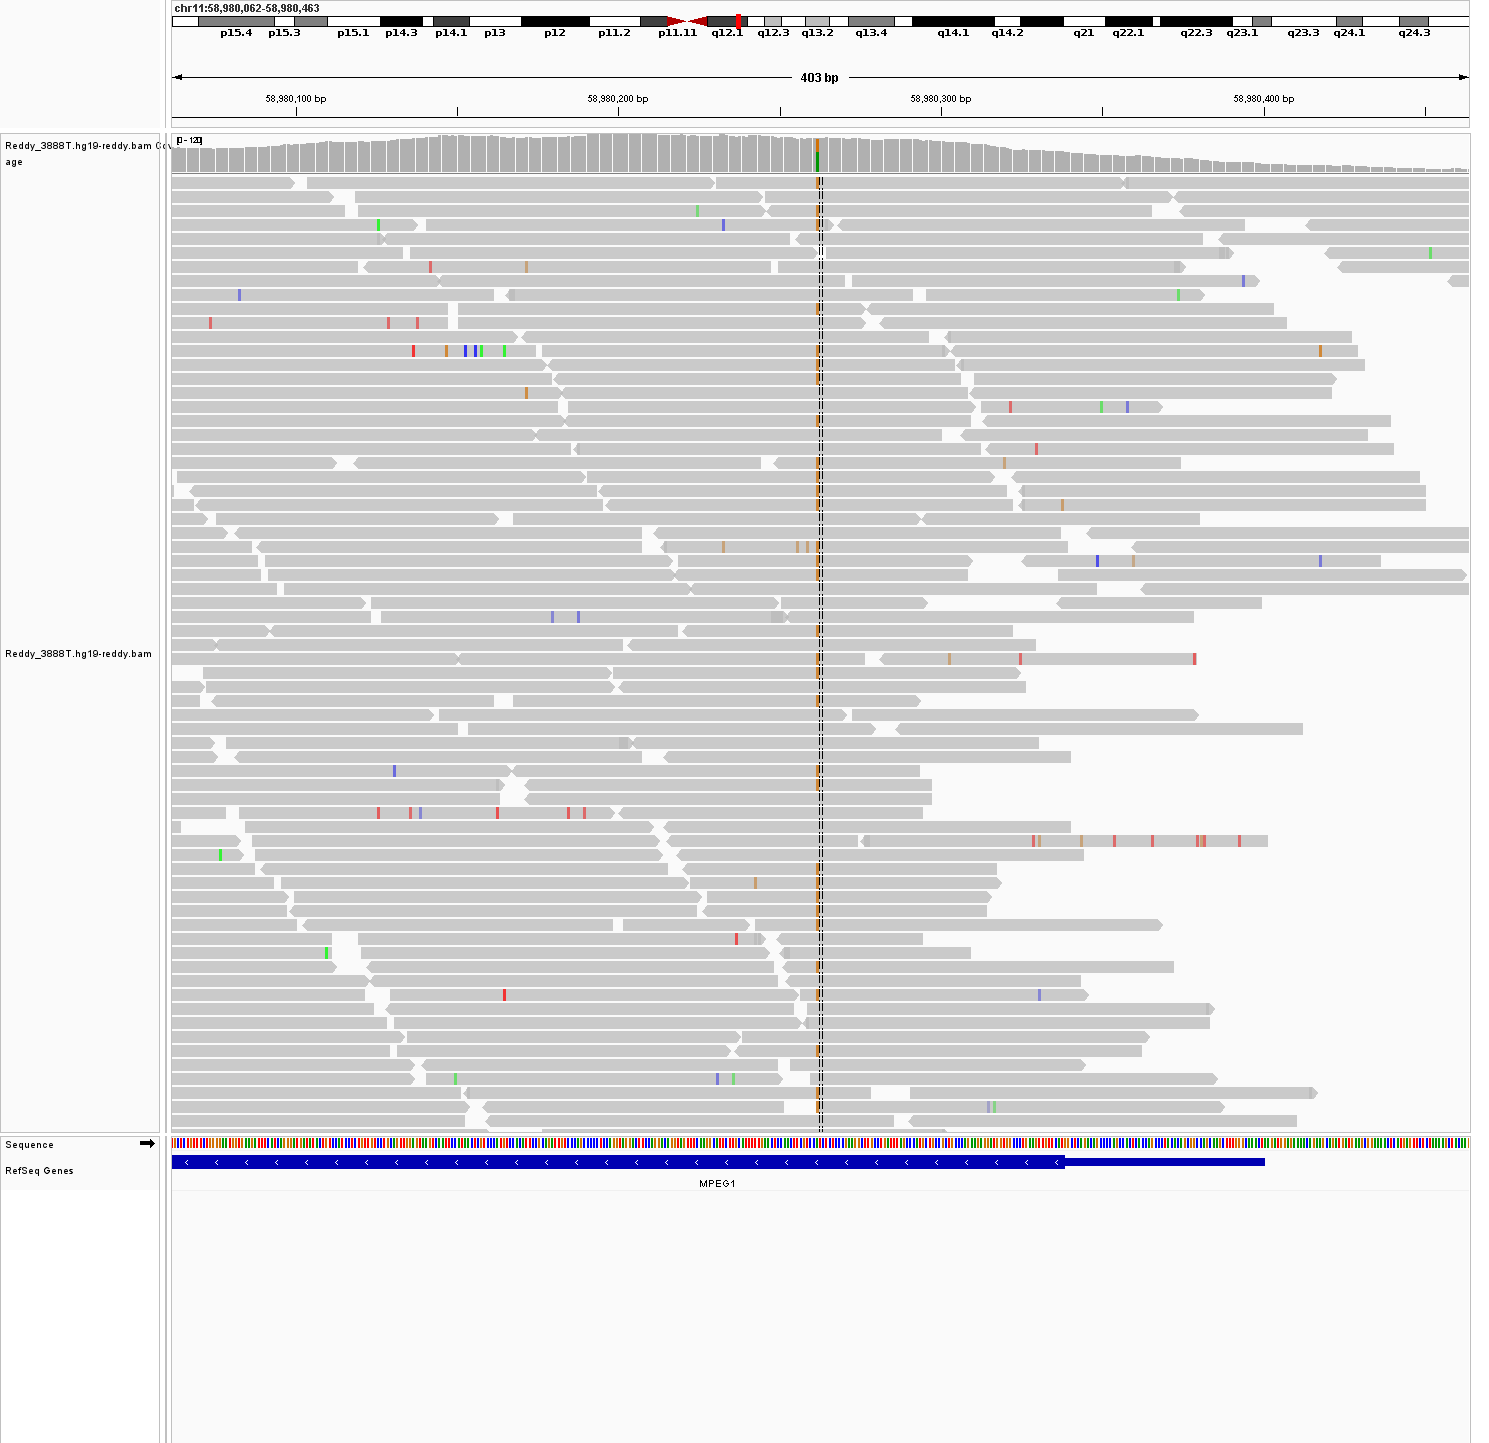 chr11:58,980,062-58,980,463
p15.4 p15.3 p15.1 p14.3 p14.1 p13 p12 p11.2 p11.11 q12.1 q12.3 q13.2 q13.4 q14.1 q14.2 q21 q22.1 q22.3 q23.1 q23.3 q24.1 q24.3
403 bp
58,980,100 bp 58,980,200 bp 58,980,300 bp 58,980,400 bp
[0 - 120]
Reddy_3888T.hg19-reddy.bam Cov
age
Reddy_3888T.hg19-reddy.bam
Sequence
RefSeq Genes
MPEG1